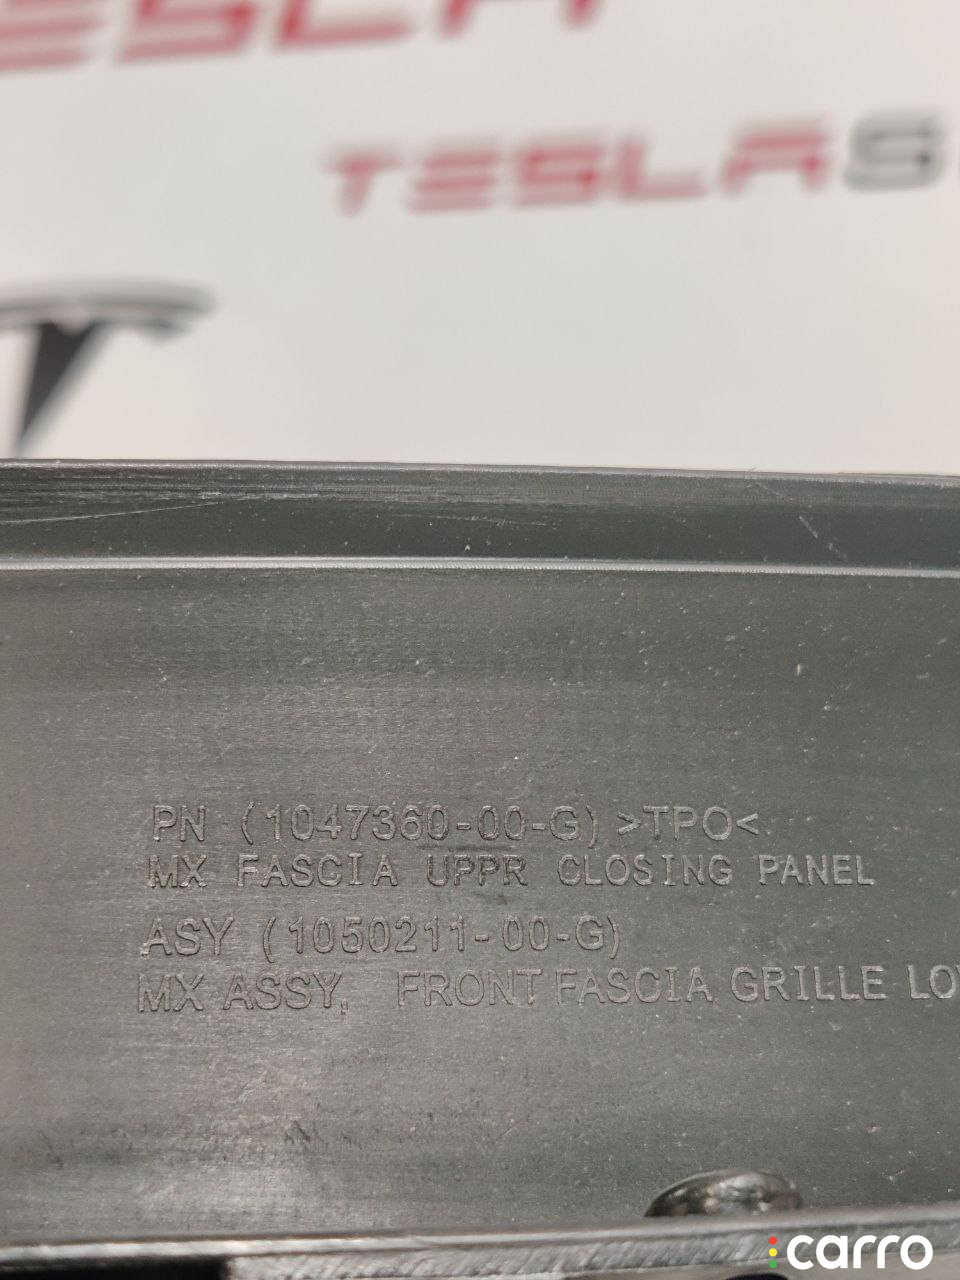 TESLA
TESLAS
PN (1047360-00-G) >TPO<
MX FASCIA UPPR CLOSING PANEL
ASY (1050211-00-G)
MX ASSY, FRONT FASCIA GRILLE LO
carro